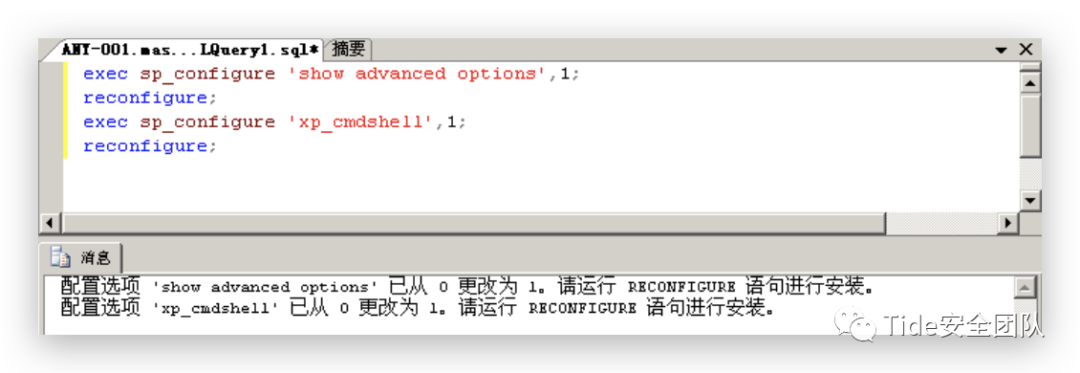 ANY-001.mas...LQuery1.sql* 摘要
exec sp_configure 'show advanced options',1;
reconfigure;
exec sp_configure 'xp_cmdshell',1;
reconfigure;
消息
配置选项 'show advanced options' 已从 0 更改为 1。请运行 RECONFIGURE 语句进行安装。
配置选项 'xp_cmdshell' 已从 0 更改为 1。请运行 RECONFIGURE 语句进行安装。
Tide安全团队